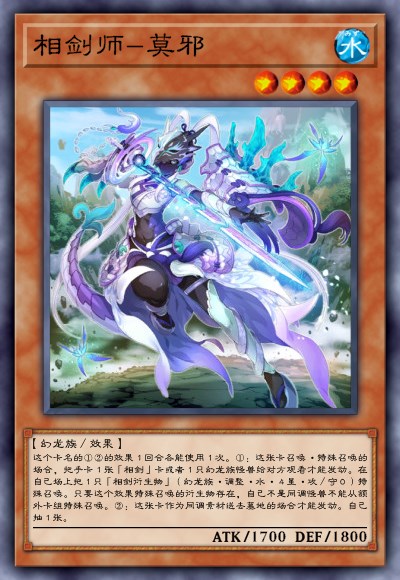 相剑师-莫邪
水
【幻龙族／效果】
这个卡名的①②的效果1回合各能使用1次。①：这张卡召唤·特殊召唤的
场合，把手卡1张「相剑」卡或者1只幻龙族怪兽给对方观看才能发动。在
自己场上把1只「相剑衍生物」（幻龙族·调整·水·4星·攻／守0）特
殊召唤。只要这个效果特殊召唤的衍生物存在，自己不是同调怪兽不能从额
外卡组特殊召唤。②：这张卡作为同调素材送去墓地的场合才能发动。自己
抽1张。
ATK/1700 DEF/1800